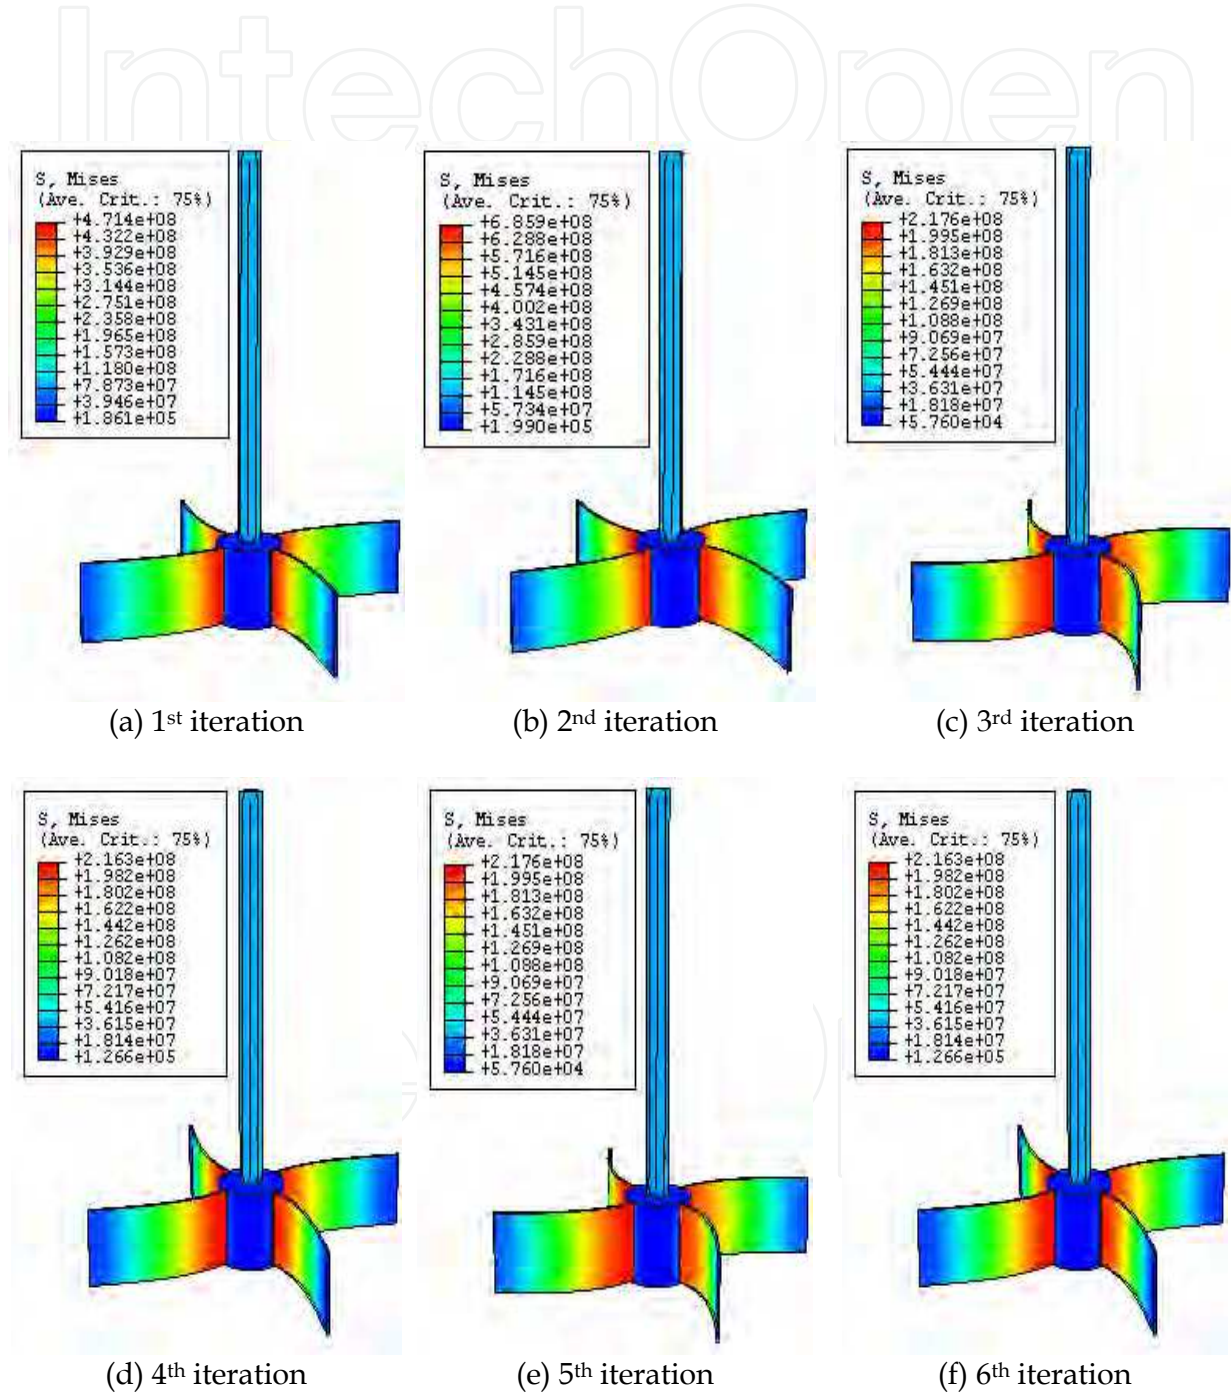 IntechOpen
S, Mises
(Ave. Crit.: 75%)
+4.714e+08
+4.322e+08
+3.929e+08
+3.536e+08
+3.144e+08
+2.751e+08
+2.358e+08
+1.965e+08
+1.573e+08
+1.180e+08
+7.873e+07
+3.946e+07
+1.861e+05
S, Mises
(Ave. Crit.: 75%)
+6.859e+08
+6.288e+08
+5.716e+08
+5.145e+08
+4.574e+08
+4.002e+08
+3.431e+08
+2.859e+08
+2.288e+08
+1.716e+08
+1.145e+08
+5.734e+07
+1.990e+05
S, Mises
(Ave. Crit.: 75%)
+2.176e+08
+1.995e+08
+1.813e+08
+1.632e+08
+1.451e+08
+1.269e+08
+1.088e+08
+9.069e+07
+7.256e+07
+5.444e+07
+3.631e+07
+1.818e+07
+5.760e+04
(a) 1st iteration
(b) 2nd iteration
(c) 3rd iteration
S, Mises
(Ave. Crit.: 75%)
+2.163e+08
+1.982e+08
+1.802e+08
+1.622e+08
+1.442e+08
+1.262e+08
+1.082e+08
+9.018e+07
+7.217e+07
+5.416e+07
+3.615e+07
+1.814e+07
+1.266e+05
S, Mises
(Ave. Crit.: 75%)
+2.176e+08
+1.995e+08
+1.813e+08
+1.632e+08
+1.451e+08
+1.269e+08
+1.088e+08
+9.069e+07
+7.256e+07
+5.444e+07
+3.631e+07
+1.818e+07
+5.760e+04
S, Mises
(Ave. Crit.: 75%)
+2.163e+08
+1.982e+08
+1.802e+08
+1.622e+08
+1.442e+08
+1.262e+08
+1.082e+08
+9.018e+07
+7.217e+07
+5.416e+07
+3.615e+07
+1.814e+07
+1.266e+05
(d) 4th iteration
(e) 5th iteration
(f) 6th iteration